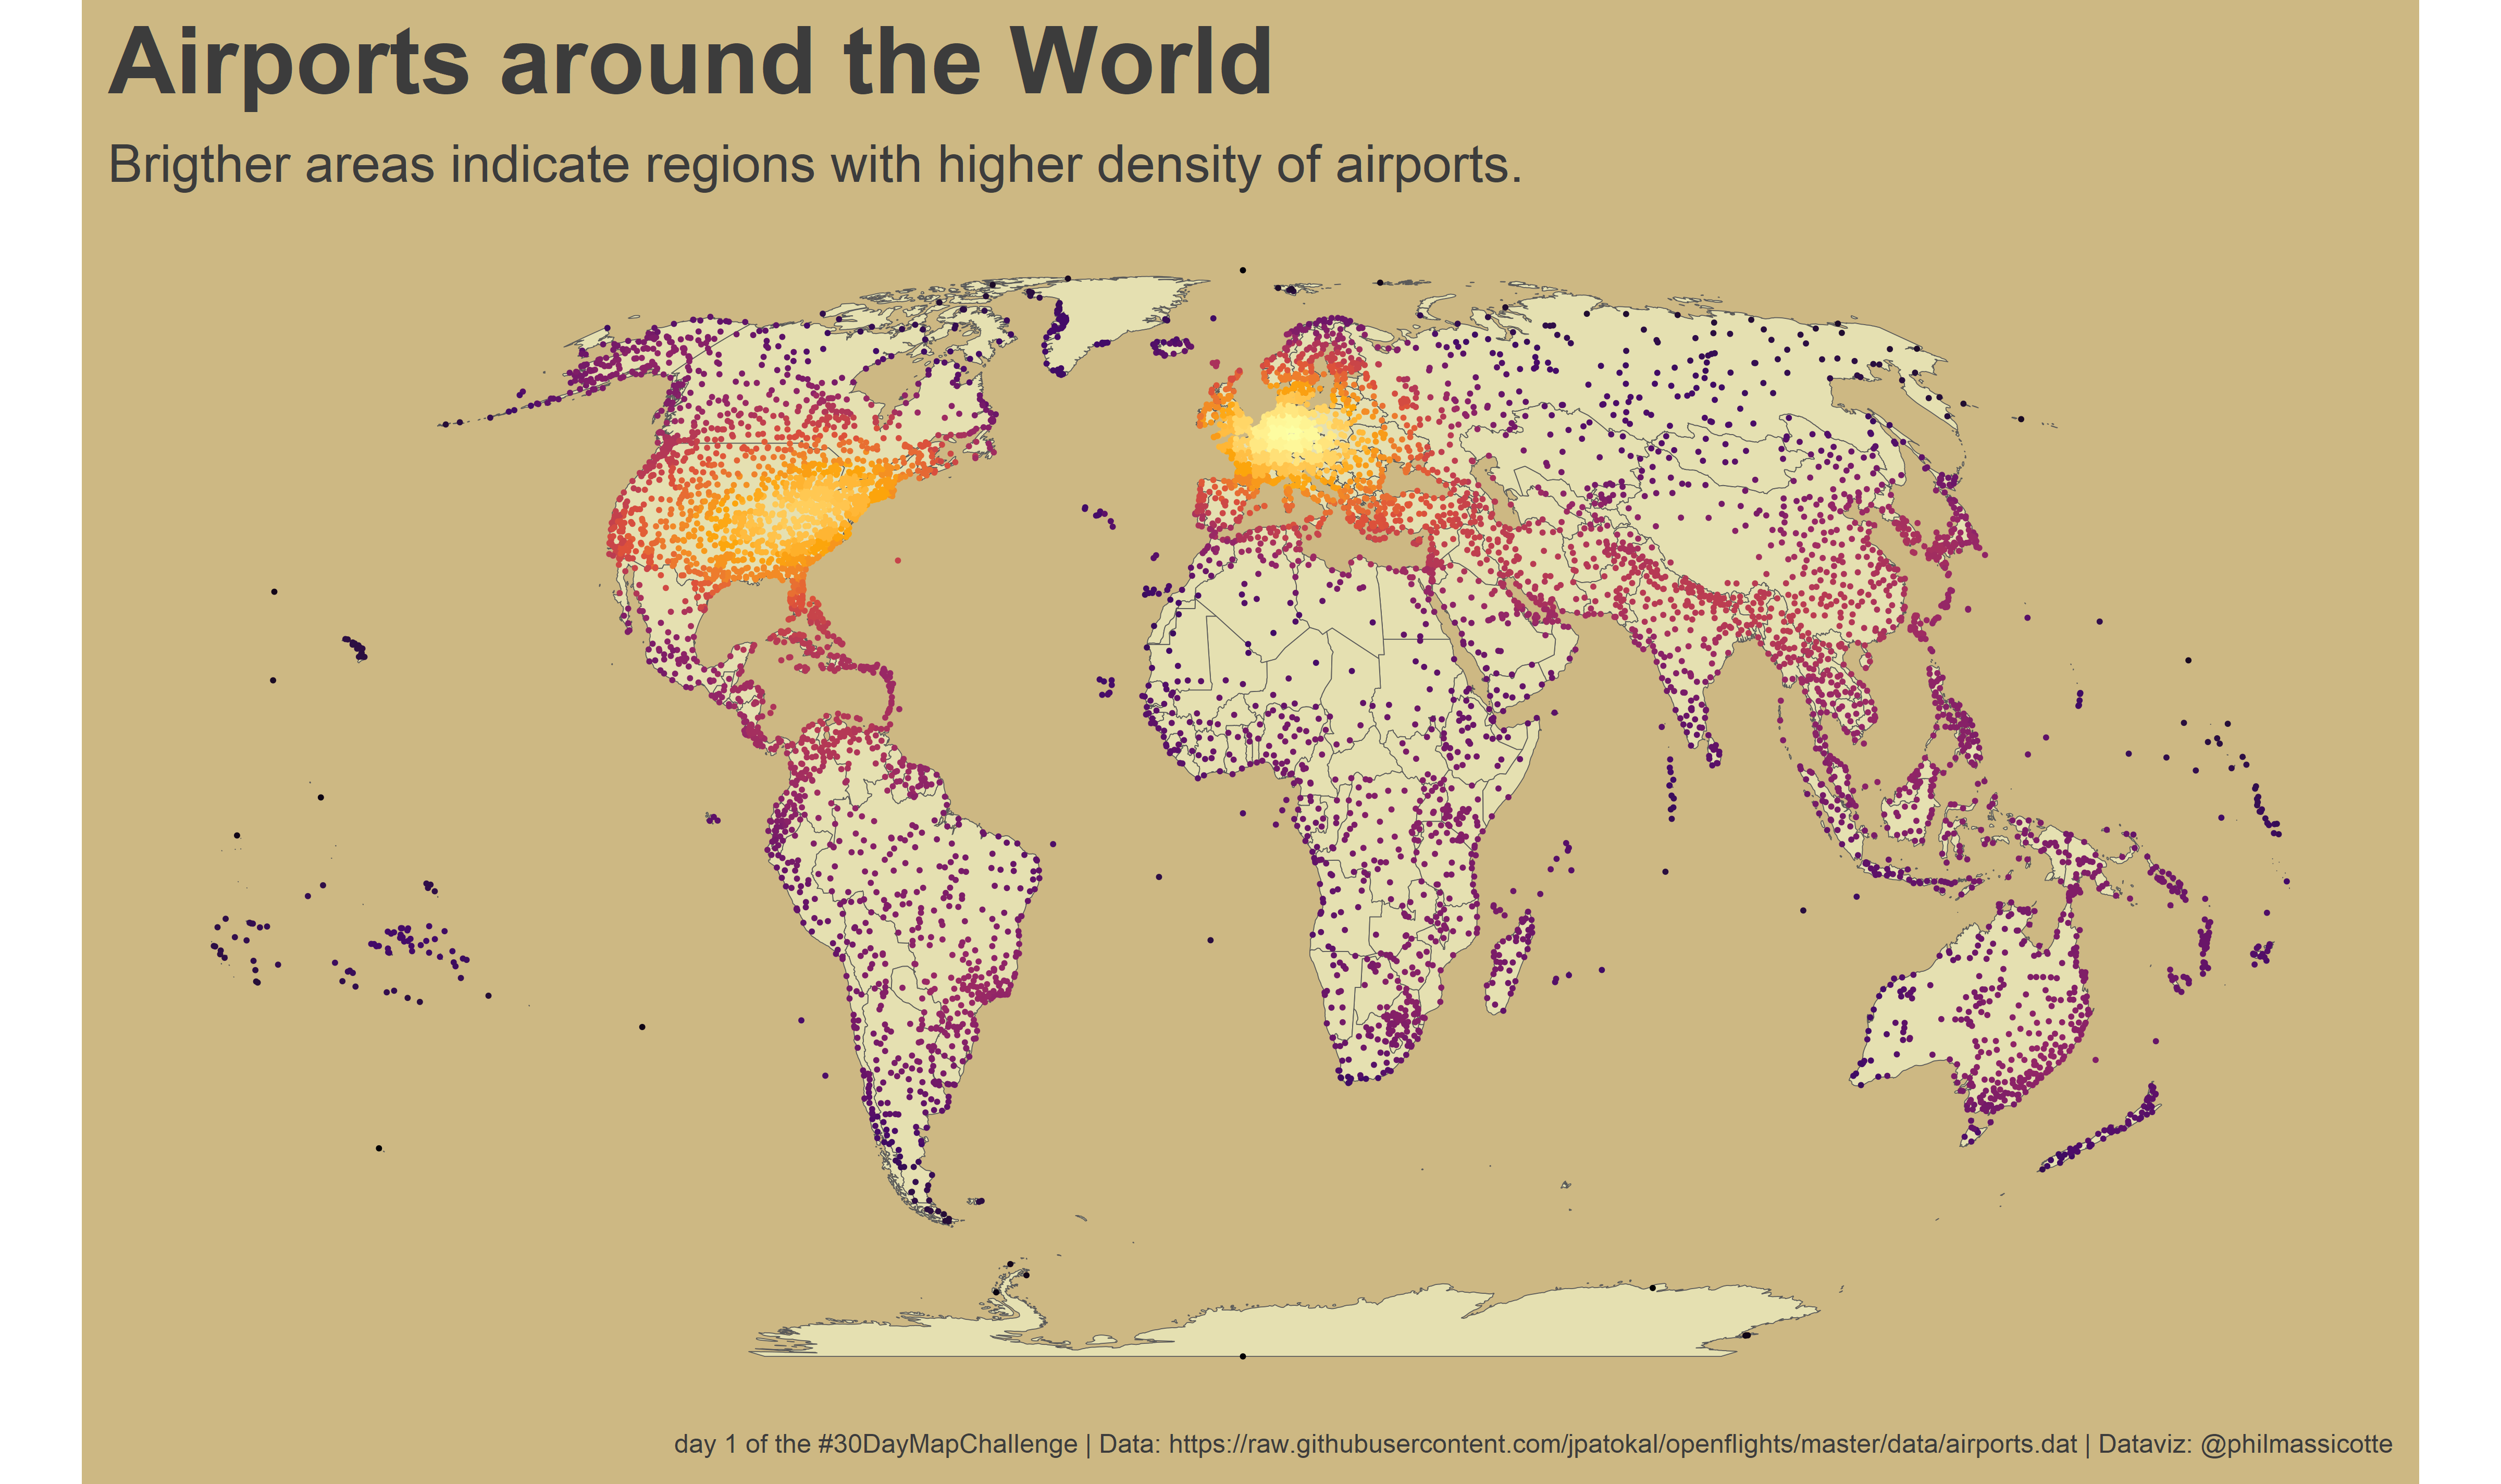 Airports around the World
Brigther areas indicate regions with higher density of airports.
day 1 of the #30DayMapChallenge | Data: https://raw.githubusercontent.com/jpatokal/openflights/master/data/airports.dat | Dataviz: @philmassicotte